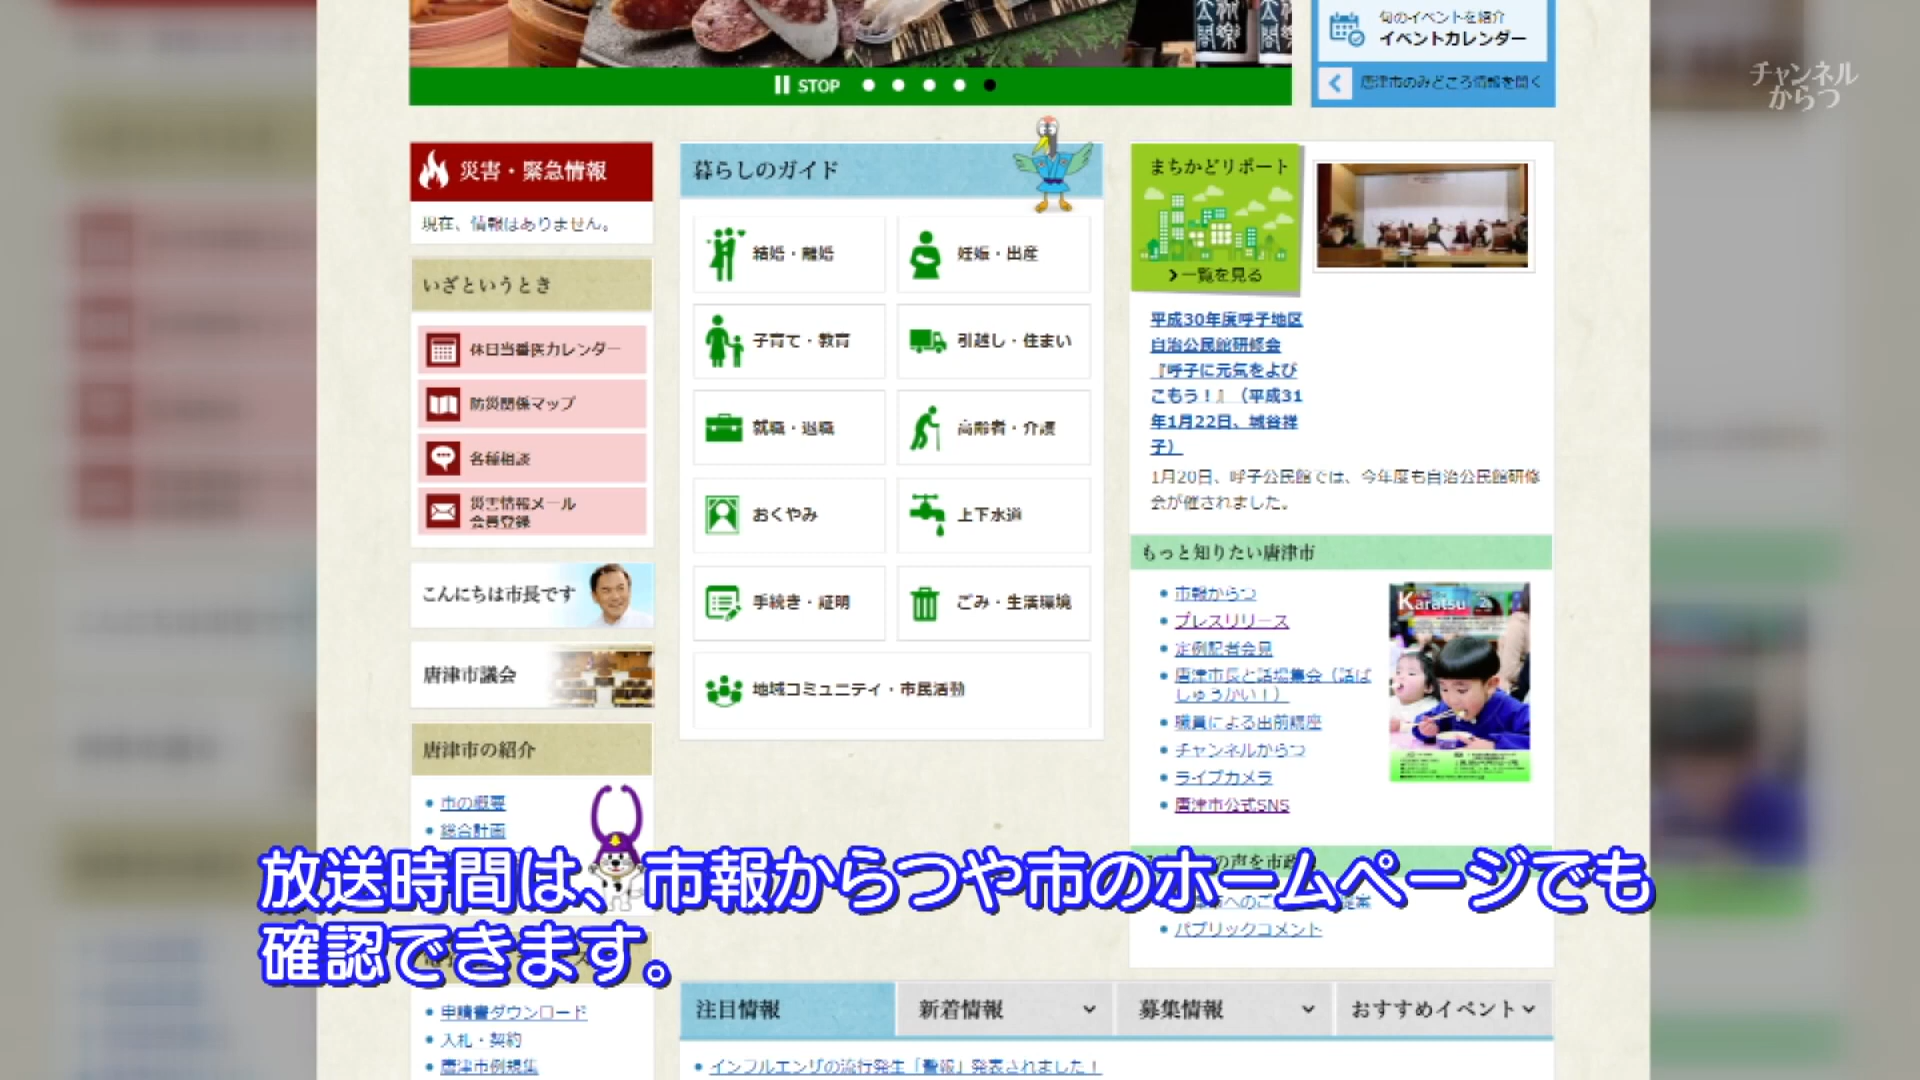 旬のイベントを紹介
イベントカレンダー
唐津市のみどころ情報を開く
チャンネル
からつ
STOP
災害・緊急情報
現在、情報はありません。
いざというとき
休日当番医カレンダー
防災関係マップ
各種相談
災害情報メール
会員登録
こんにちは市長です
唐津市議会
唐津市の紹介
市の概要
総合計画
申請書ダウンロード
入札・契約
唐津市例規集
暮らしのガイド
結婚・離婚
妊娠・出産
子育て・教育
引越し・住まい
就職・退職
高齢者・介護
おくやみ
上下水道
手続き・証明
ごみ・生活環境
地域コミュニティ・市民活動
まちかどリポート
一覧を見る
平成30年度呼子地区
自治公民館研修会
『呼子に元気をよび
こもう！』（平成31
年1月22日、城谷祥
子）
1月20日、呼子公民館では、今年度も自治公民館研修
会が催されました。
もっと知りたい唐津市
市報からつ
プレスリリース
定例記者会見
唐津市長と話場集会（話ば
しゅうかい！）
職員による出前講座
チャンネルからつ
ライブカメラ
唐津市公式SNS
Karatsu
の声を市政
パブリックコメント
放送時間は、市報からつや市のホームページでも
確認できます。
注目情報
新着情報
募集情報
おすすめイベント
インフルエンザの流行発生「警報」発表されました！